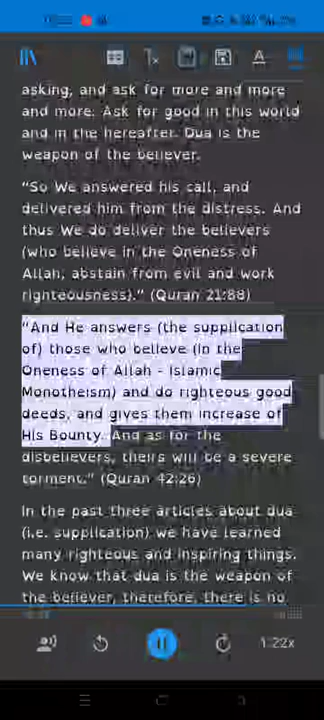 asking, and ask for more and more
and more. Ask for good in this world
and in the hereafter. Dua is the
weapon of the believer.
“So We answered his call, and
delivered him from the distress. And
thus We do deliver the believers
(who believe in the Oneness of
Allah, abstain from evil and work
righteousness).” (Quran 21:88)
“And He answers (the supplication
of) those who believe (in the
Oneness of Allah - Islamic
Monotheism) and do righteous good
deeds, and gives them increase of
His Bounty. And as for the
disbelievers, theirs will be a severe
torment.” (Quran 42:26)
In the past three articles about dua
(i.e. supplication) we have learned
many righteous and inspiring things.
We know that dua is the weapon of
the believer, therefore, there is no
1.22x